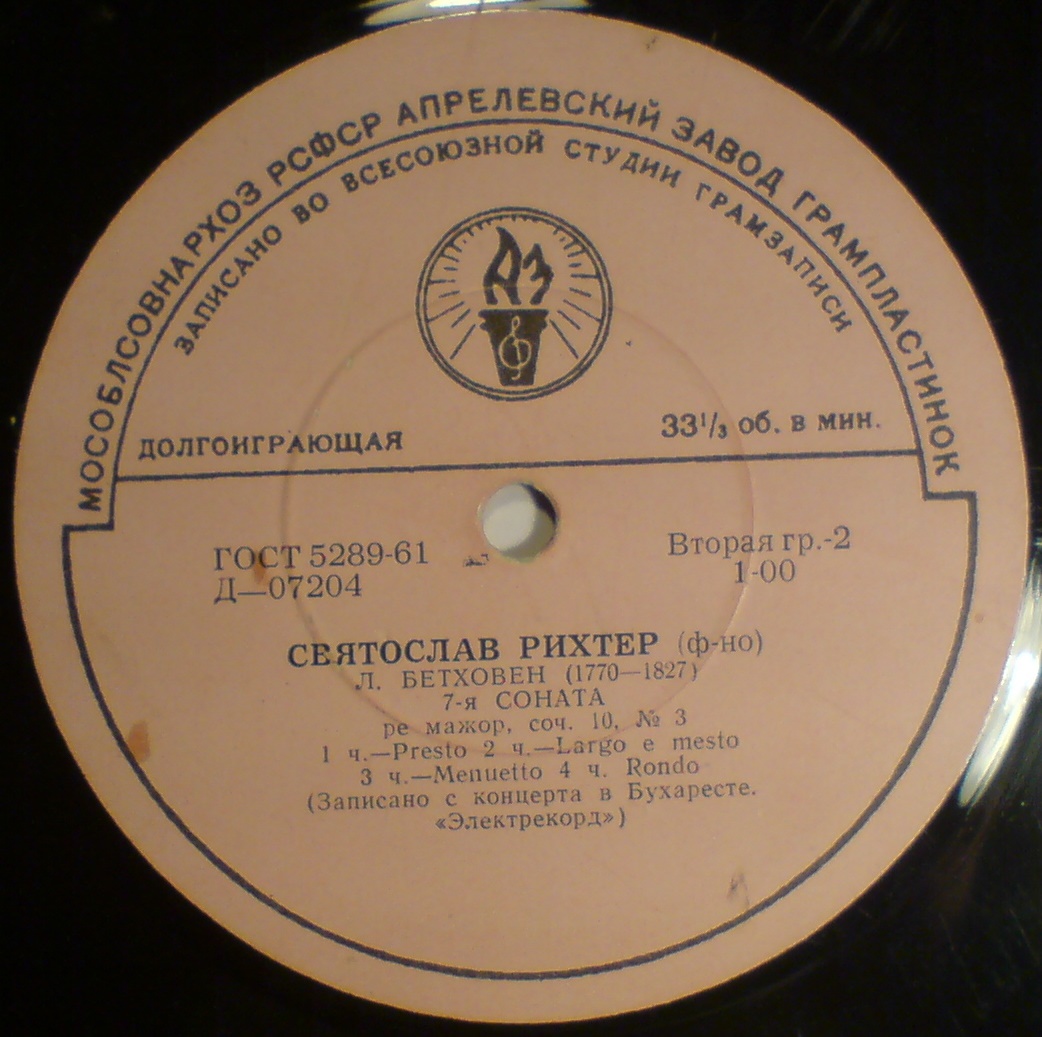 МОСОБЛСОВНАРХОЗ РСФСР АПРЕЛЕВСКИЙ ЗАВОД ГРАМПЛАСТИНОК
ЗАПИСАНО ВО ВСЕСОЮЗНОЙ СТУДИИ ГРАМЗАПИСИ
АЗ
ДОЛГОИГРАЮЩАЯ 33¹/₃ об. в мин.
ГОСТ 5289-61 Вторая гр.-2
Д—07204 1-00
СВЯТОСЛАВ РИХТЕР (ф-но)
Л. БЕТХОВЕН (1770—1827)
7-я СОНАТА
ре мажор, соч. 10, № 3
1 ч.—Presto 2 ч.—Largo e mesto
3 ч.—Menuetto 4 ч. Rondo
(Записано с концерта в Бухаресте.
«Электрекорд»)